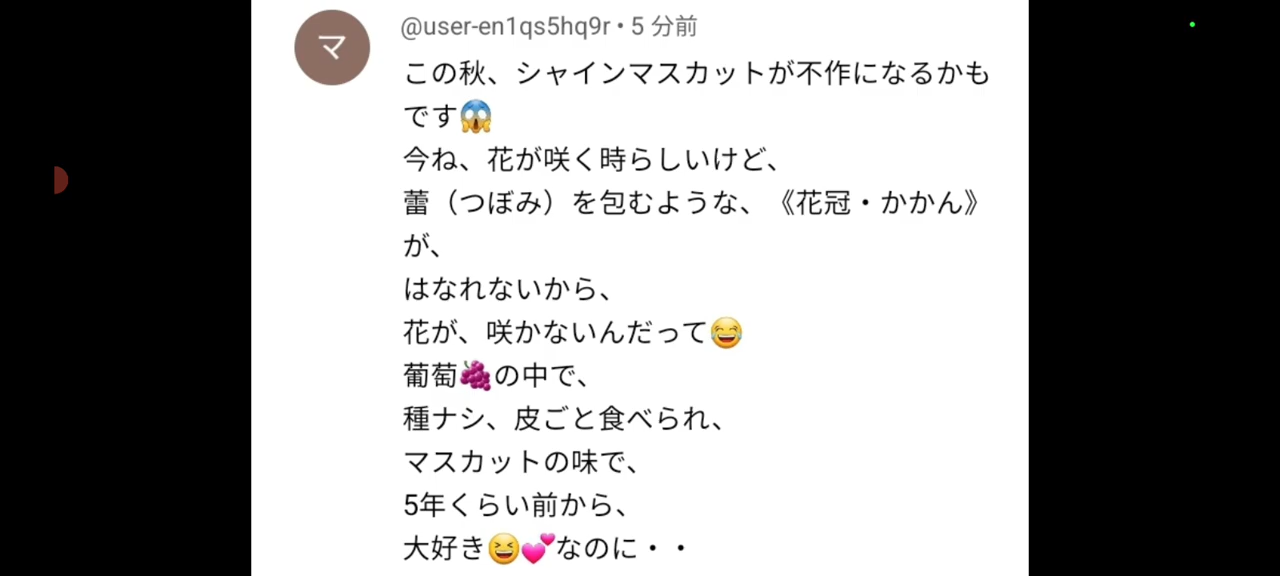 マ
@user-en1qs5hq9r • 5 分前
この秋、シャインマスカットが不作になるかも
です😱
今ね、花が咲く時らしいけど、
蕾（つぼみ）を包むような、《花冠・かかん》
が、
はなれないから、
花が、咲かないんだって😂
葡萄🍇の中で、
種ナシ、皮ごと食べられ、
マスカットの味で、
5年くらい前から、
大好き😆💕なのに・・